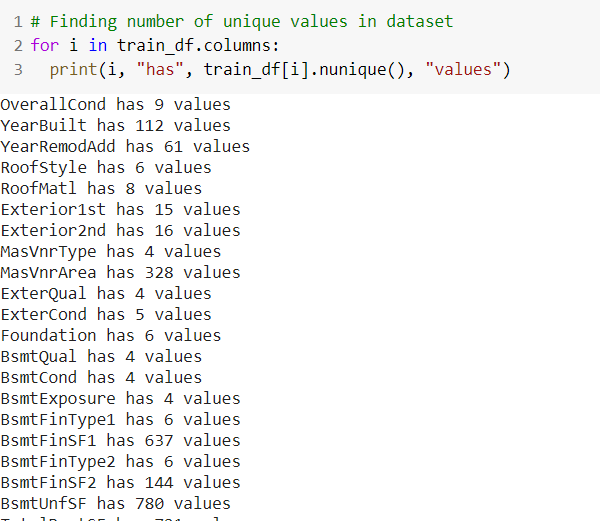 1 # Finding number of unique values in dataset
2 for i in train_df.columns:
3   print(i, "has", train_df[i].nunique(), "values")
OverallCond has 9 values
YearBuilt has 112 values
YearRemodAdd has 61 values
RoofStyle has 6 values
RoofMatl has 8 values
Exterior1st has 15 values
Exterior2nd has 16 values
MasVnrType has 4 values
MasVnrArea has 328 values
ExterQual has 4 values
ExterCond has 5 values
Foundation has 6 values
BsmtQual has 4 values
BsmtCond has 4 values
BsmtExposure has 4 values
BsmtFinType1 has 6 values
BsmtFinSF1 has 637 values
BsmtFinType2 has 6 values
BsmtFinSF2 has 144 values
BsmtUnfSF has 780 values